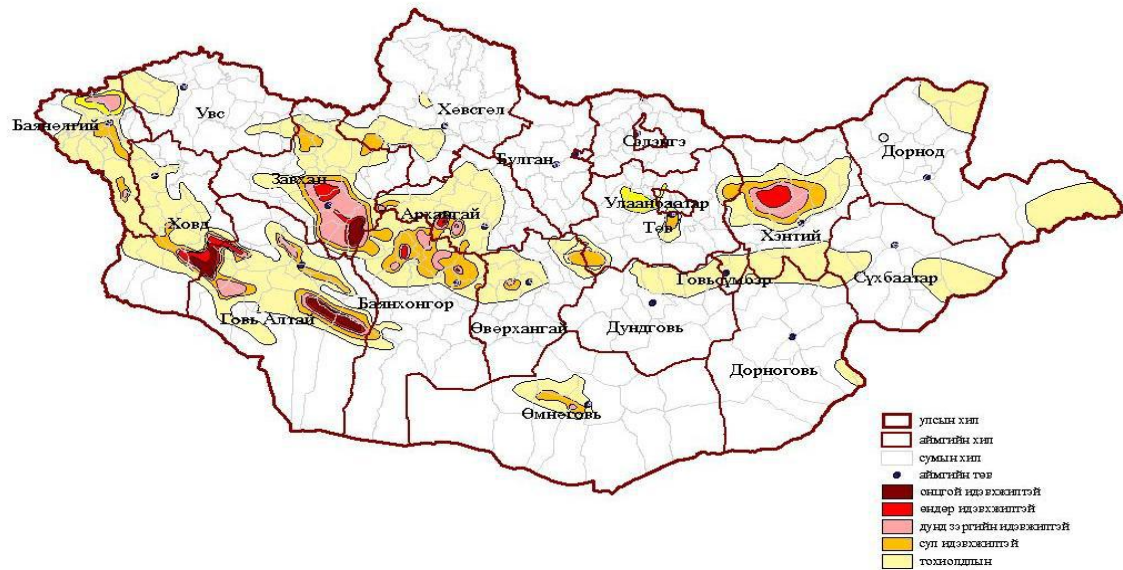 Хөвсгөл
Увс
Баянөлгий
Сэлэнгэ
Булган
Дорнод
Завхан
Улаанбаатар
Архангай
Ховд
Төв
Хэнтий
Говьсүмбэр
Сүхбаатар
Баянхонгор
Говь Алтай
Өвөрхангай
Дундговь
Дорноговь
Өмнөговь
улсын хил
аймгийн хил
сумын хил
аймгийн төв
онцгой идэвхжилтэй
өндөр идэвхжилтэй
дунд зэргийн идэвжилтэй
сул идэвхжилтэй
тохиолдлын